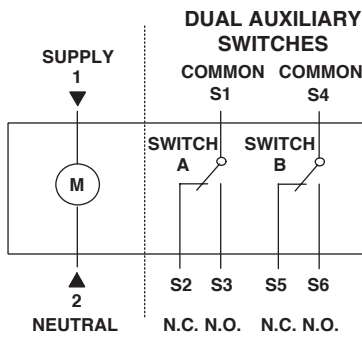 DUAL AUXILIARY
SWITCHES
SUPPLY
1
COMMON COMMON
S1 S4
SWITCH
A
SWITCH
B
M
2
NEUTRAL
S2 S3 S5 S6
N.C. N.O. N.C. N.O.